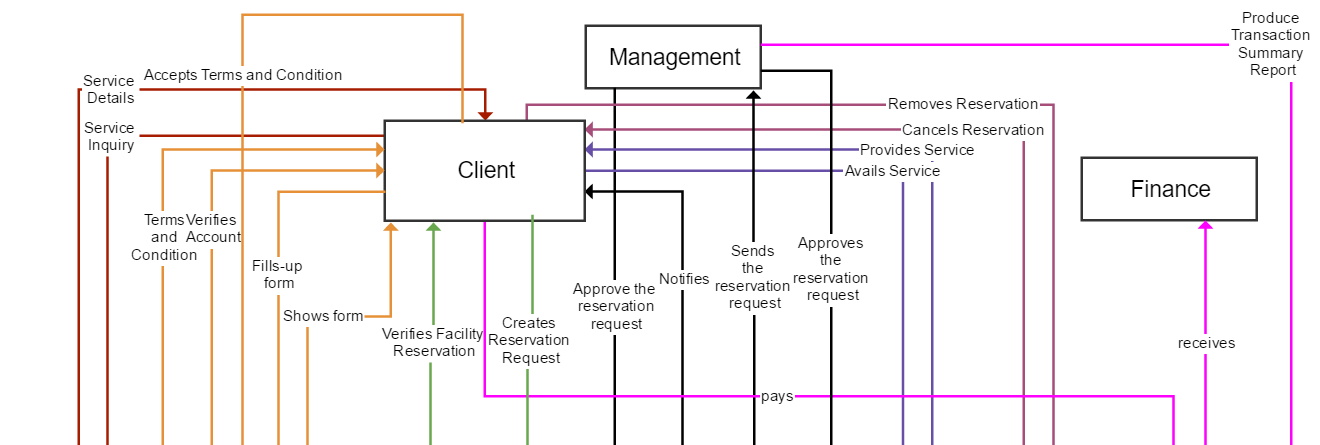 Produce
Transaction
Summary
Report
Management
Accepts Terms and Condition
Service
Details
Removes Reservation
Service
Inquiry
Cancels Reservation
Provides Service
Client
Avails Service
Finance
Terms
and
Condition
Verifies
Account
Fills-up
form
Shows form
Verifies Facility
Reservation
Creates
Reservation
Request
Approve the
reservation
request
Notifies
Sends
the
reservation
request
Approves
the
reservation
request
receives
pays